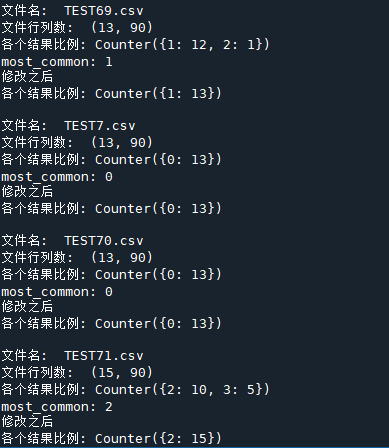 文件名:  TEST69.csv
文件行列数:  (13, 90)
各个结果比例: Counter({1: 12, 2: 1})
most_common: 1
修改之后
各个结果比例: Counter({1: 13})
文件名:  TEST7.csv
文件行列数:  (13, 90)
各个结果比例: Counter({0: 13})
most_common: 0
修改之后
各个结果比例: Counter({0: 13})
文件名:  TEST70.csv
文件行列数:  (13, 90)
各个结果比例: Counter({0: 13})
most_common: 0
修改之后
各个结果比例: Counter({0: 13})
文件名:  TEST71.csv
文件行列数:  (15, 90)
各个结果比例: Counter({2: 10, 3: 5})
most_common: 2
修改之后
各个结果比例: Counter({2: 15})